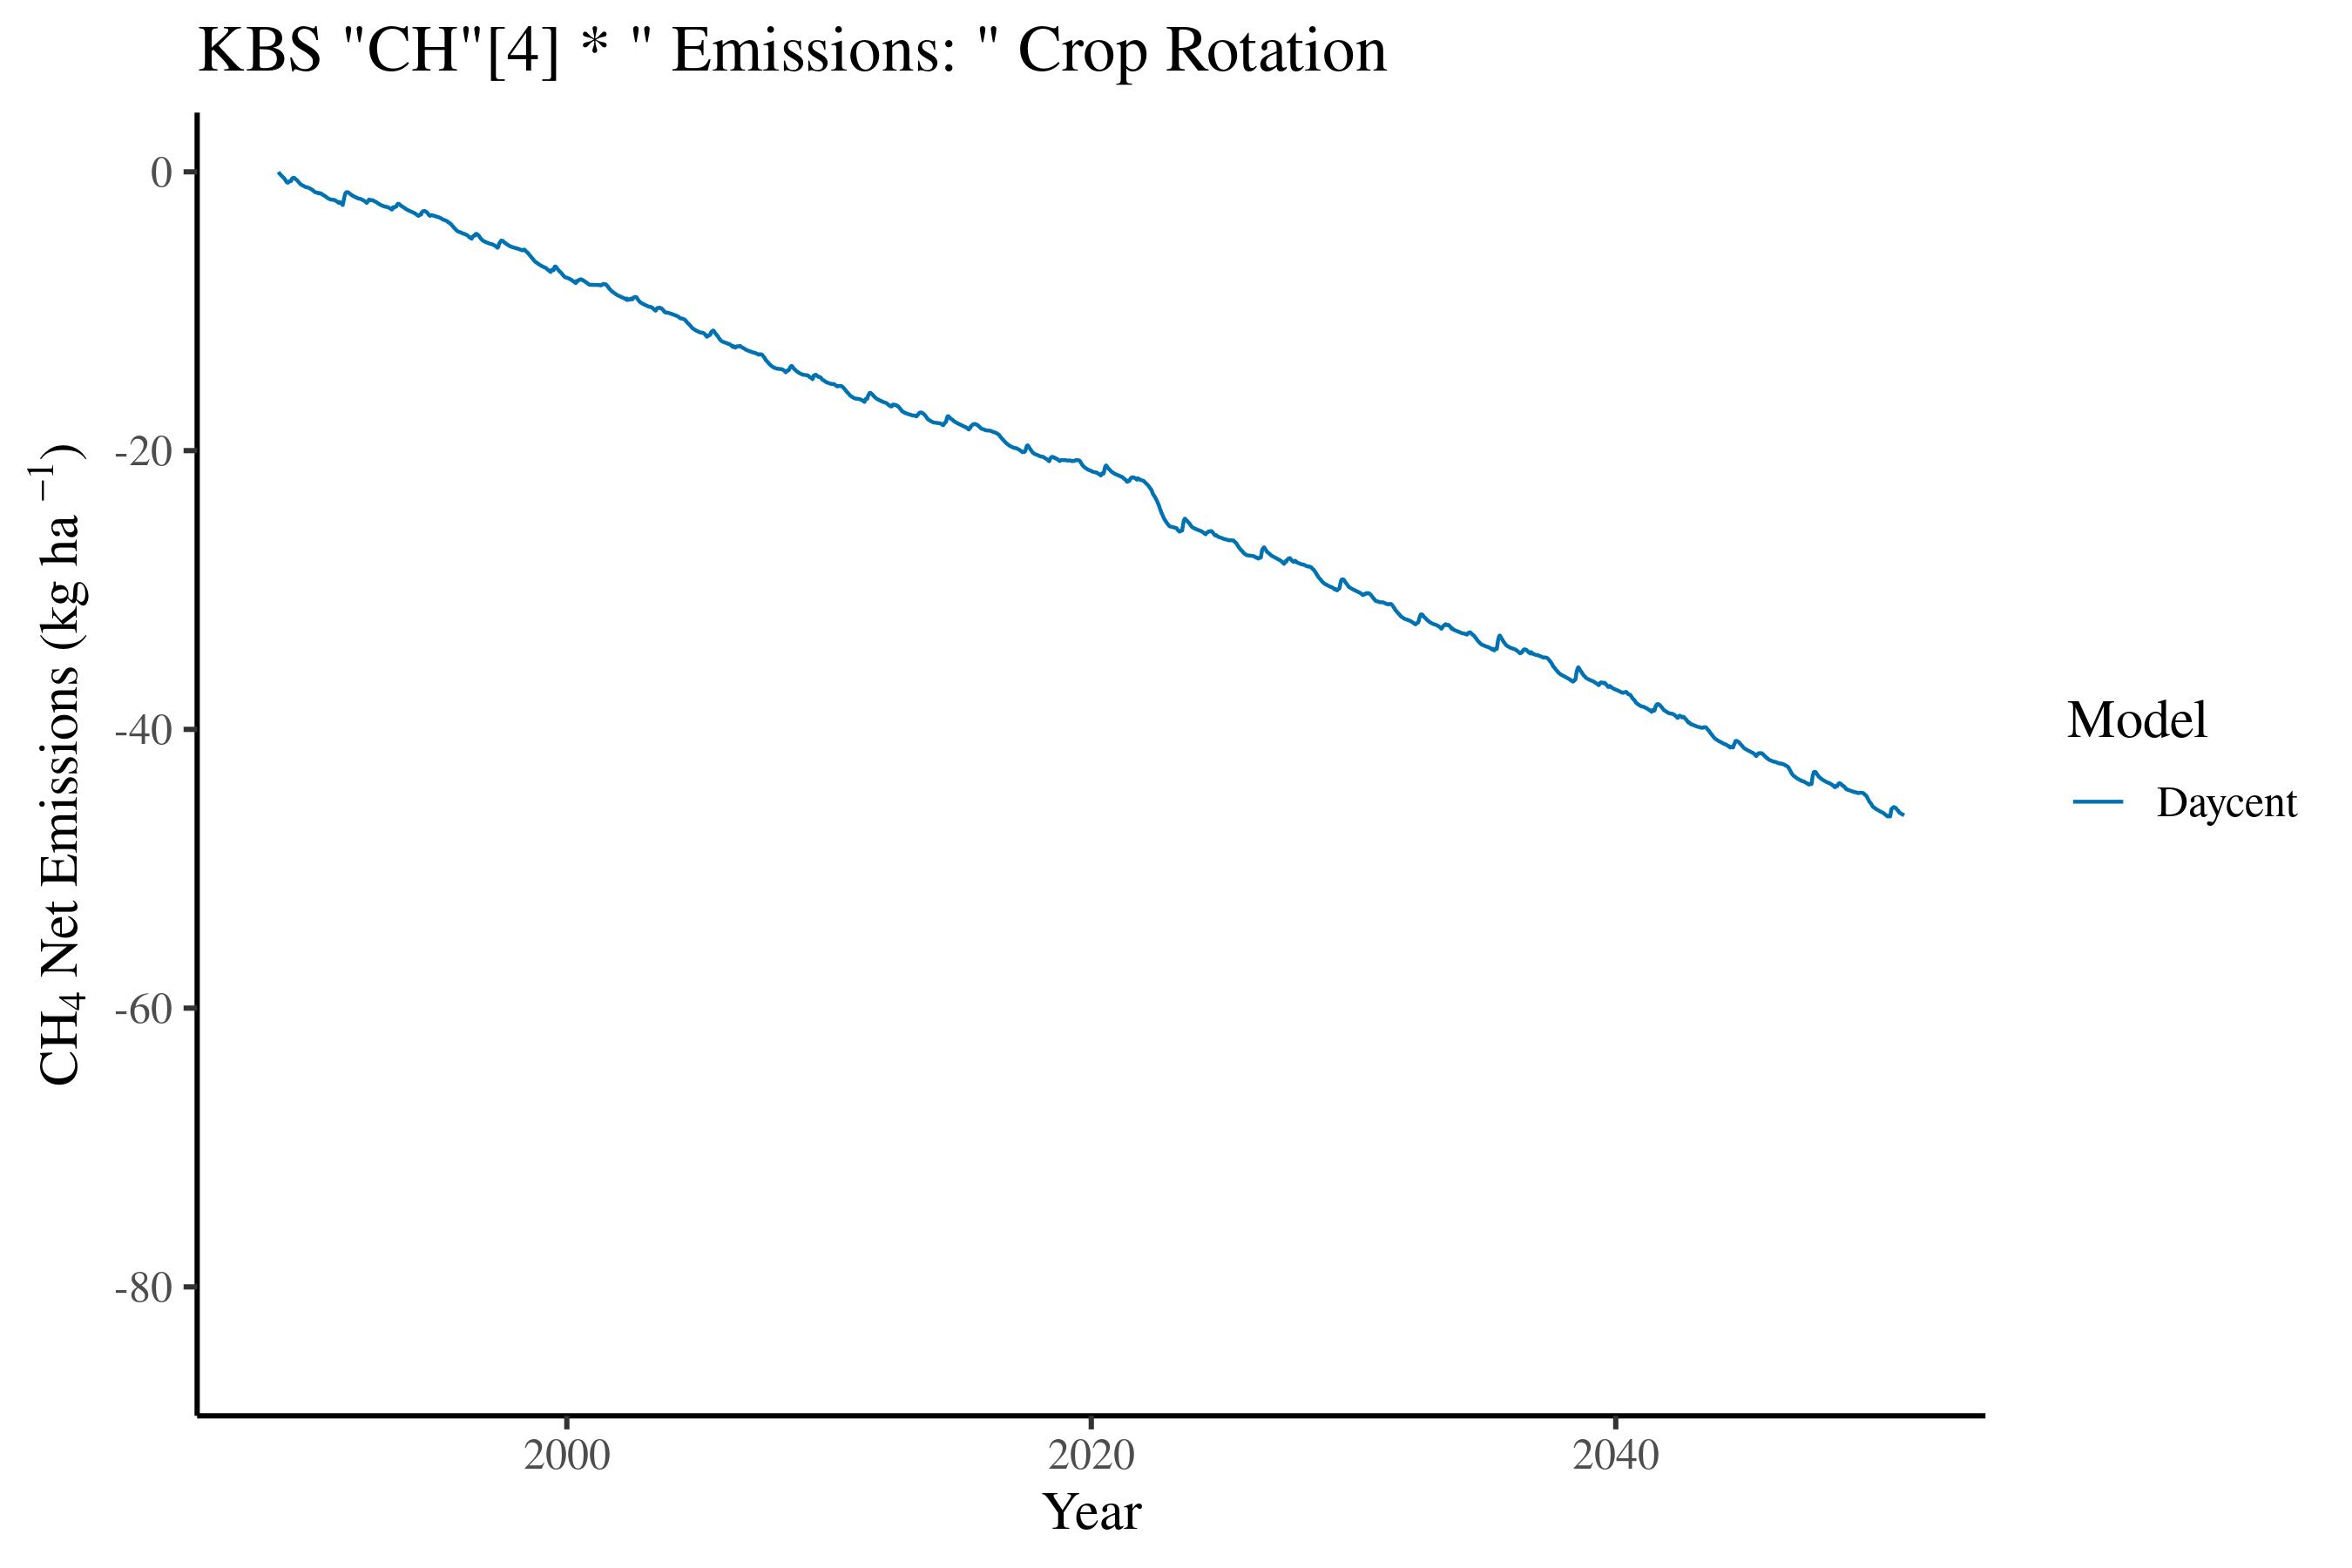 KBS "CH"[4] * " Emissions: " Crop Rotation
CH₄ Net Emissions (kg ha ⁻¹)
0
-20
-40
-60
-80
2000
2020
2040
Year
Model
Daycent